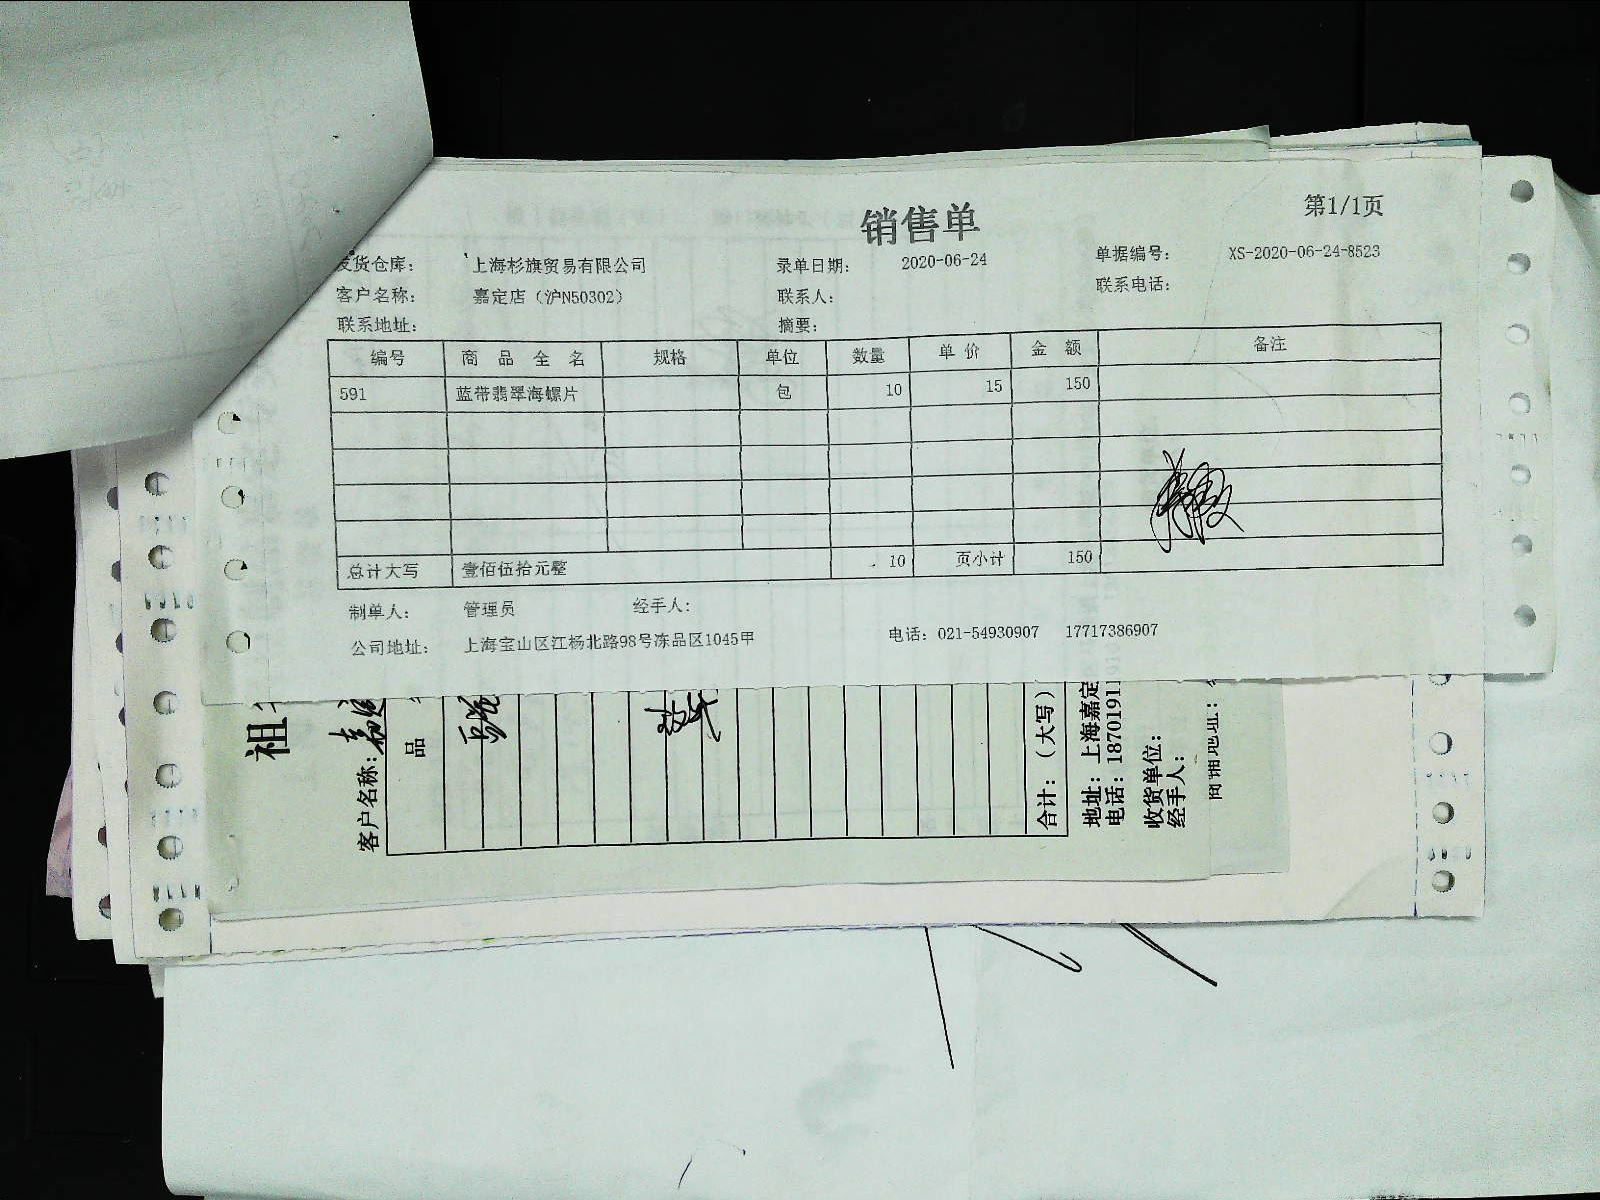 销售单
第1/1页
发货仓库: 上海杉旗贸易有限公司 录单日期: 2020-06-24 单据编号: XS-2020-06-24-8523
客户名称: 嘉定店（沪N50302） 联系人: 联系电话:
联系地址: 摘要:
编号 商 品 全 名 规格 单位 数量 单 价 金 额 备注
591 蓝带翡翠海螺片 包 10 15 150
总计大写 壹佰伍拾元整 10 页小计 150
制单人: 管理员 经手人:
公司地址: 上海宝山区江杨北路98号冻品区1045甲 电话: 021-54930907 17717386907
祖
客户名称:
品
合计:（大写）
地址: 上海嘉定
电话: 1870191
收货单位:
经手人: